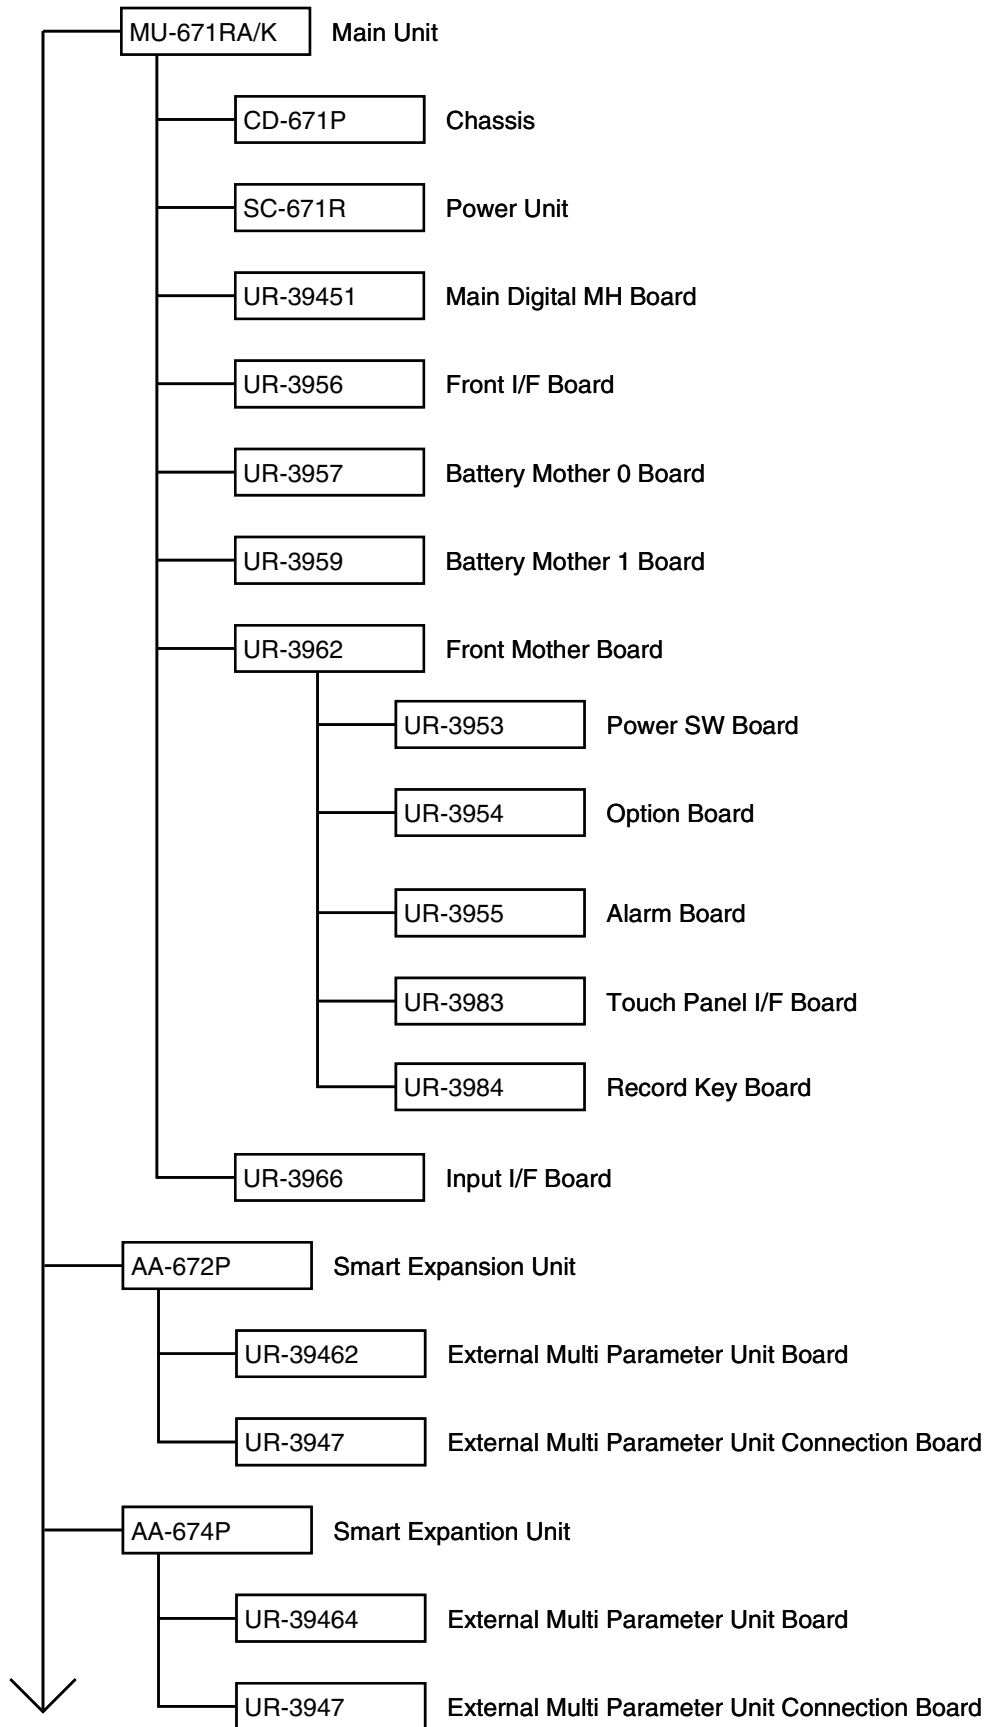 MU-671RA/K Main Unit
CD-671P Chassis
SC-671R Power Unit
UR-39451 Main Digital MH Board
UR-3956 Front I/F Board
UR-3957 Battery Mother 0 Board
UR-3959 Battery Mother 1 Board
UR-3962 Front Mother Board
UR-3953 Power SW Board
UR-3954 Option Board
UR-3955 Alarm Board
UR-3983 Touch Panel I/F Board
UR-3984 Record Key Board
UR-3966 Input I/F Board
AA-672P Smart Expansion Unit
UR-39462 External Multi Parameter Unit Board
UR-3947 External Multi Parameter Unit Connection Board
AA-674P Smart Expantion Unit
UR-39464 External Multi Parameter Unit Board
UR-3947 External Multi Parameter Unit Connection Board